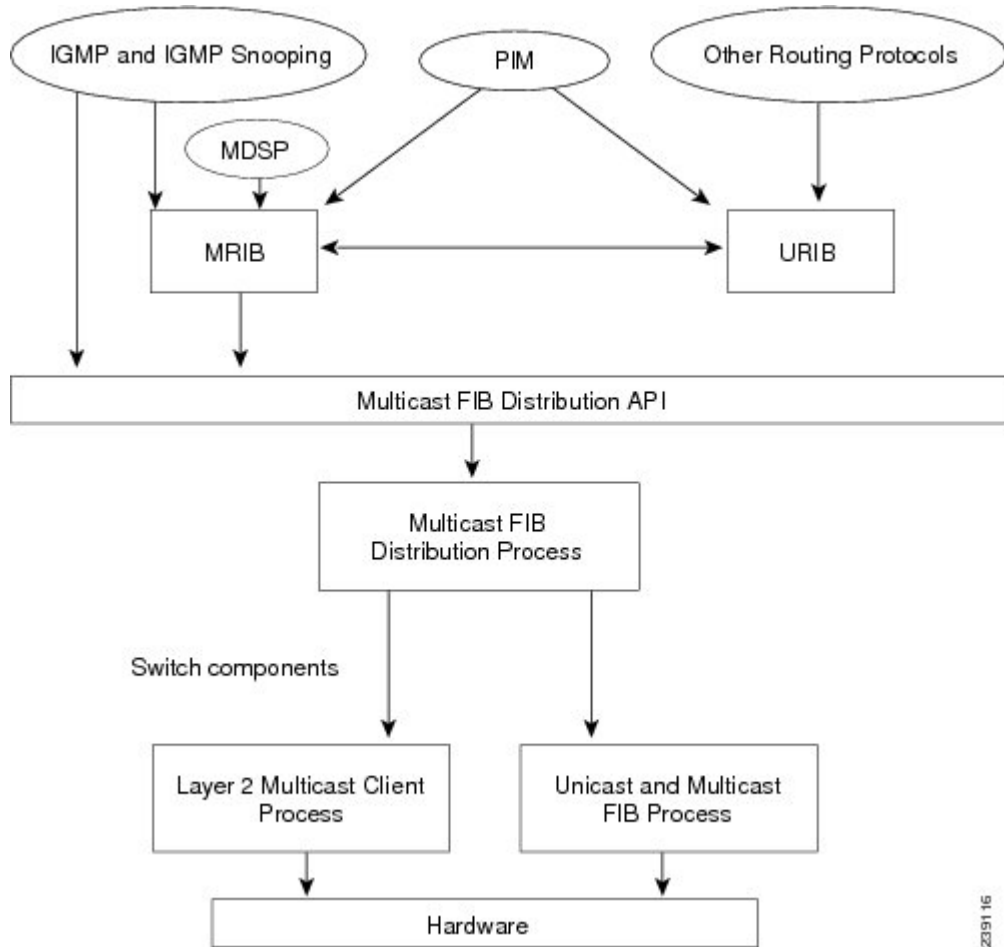 IGMP and IGMP Snooping
PIM
Other Routing Protocols
MDSP
MRIB
URIB
Multicast FIB Distribution API
Multicast FIB
Distribution Process
Switch components
Layer 2 Multicast Client
Process
Unicast and Multicast
FIB Process
Hardware
239116